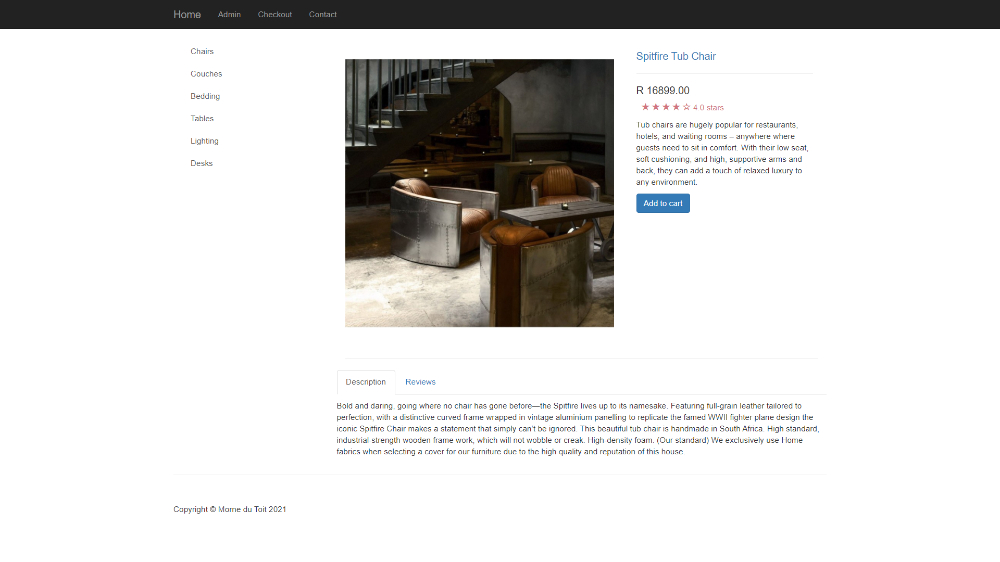 Home Admin Checkout Contact
Chairs
Couches
Bedding
Tables
Lighting
Desks
Spitfire Tub Chair
R 16899.00
★ ★ ★ ★ ☆ 4.0 stars
Tub chairs are hugely popular for restaurants,
hotels, and waiting rooms – anywhere where
guests need to sit in comfort. With their low seat,
soft cushioning, and high, supportive arms and
back, they can add a touch of relaxed luxury to
any environment.
Add to cart
Description Reviews
Bold and daring, going where no chair has gone before—the Spitfire lives up to its namesake. Featuring full-grain leather tailored to
perfection, with a distinctive curved frame wrapped in vintage aluminium panelling to replicate the famed WWII fighter plane design the
iconic Spitfire Chair makes a statement that simply can’t be ignored. This beautiful tub chair is handmade in South Africa. High standard,
industrial-strength wooden frame work, which will not wobble or creak. High-density foam. (Our standard) We exclusively use Home
fabrics when selecting a cover for our furniture due to the high quality and reputation of this house.
Copyright © Morne du Toit 2021